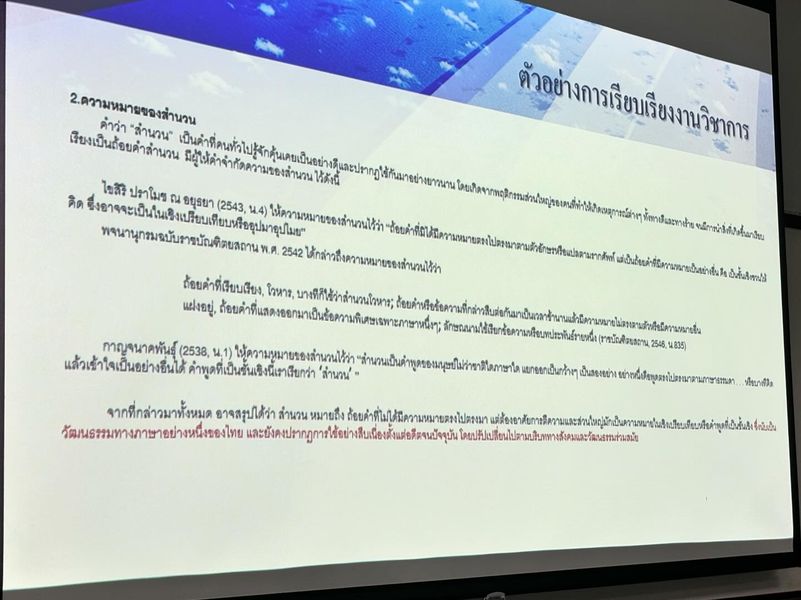 ตัวอย่างการเรียบเรียงงานวิชาการ
2.ความหมายของสำนวน
คำว่า "สำนวน" เป็นคำที่คนทั่วไปรู้จักคุ้นเคยเป็นอย่างดีและปรากฏใช้กันมาอย่างยาวนาน โดยเกิดจากพฤติกรรมส่วนใหญ่ของคนที่ทำให้เกิดเหตุการณ์ต่างๆ ทั้งทางดีและทางร้าย จนมีการนำสิ่งที่เกิดขึ้นมาเรียบ
เรียงเป็นถ้อยคำสำนวน มีผู้ให้คำจำกัดความของสำนวน ไว้ดังนี้
ไขสิริ ปราโมช ณ อยุธยา (2543, น.4) ให้ความหมายของสำนวนไว้ว่า "ถ้อยคำที่มิได้มีความหมายตรงไปตรงมาตามตัวอักษรหรือแปลตามรากศัพท์ แต่เป็นถ้อยคำที่มีความหมายเป็นอย่างอื่น คือ เป็นชั้นเชิงชวนให้
คิด ซึ่งอาจจะเป็นในเชิงเปรียบเทียบหรืออุปมาอุปไมย"
พจนานุกรมฉบับราชบัณฑิตยสถาน พ.ศ. 2542 ได้กล่าวถึงความหมายของสำนวนไว้ว่า
ถ้อยคำที่เรียบเรียง, โวหาร, บางทีก็ใช้ว่าสำนวนโวหาร; ถ้อยคำหรือข้อความที่กล่าวสืบต่อกันมาเป็นเวลาช้านานแล้วมีความหมายไม่ตรงตามตัวหรือมีความหมายอื่น
แฝงอยู่, ถ้อยคำที่แสดงออกมาเป็นข้อความพิเศษเฉพาะภาษาหนึ่งๆ; ลักษณนามใช้เรียกข้อความหรือบทประพันธ์รายหนึ่ง (ราชบัณฑิตยสถาน, 2546, น.835)
กาญจนาคพันธุ์ (2538, น.1) ให้ความหมายของสำนวนไว้ว่า "สำนวนเป็นคำพูดของมนุษย์ไม่ว่าชาติใดภาษาใด แยกออกเป็นกว้างๆ เป็นสองอย่าง อย่างหนึ่งคือพูดตรงไปตรงมาตามภาษาธรรมดา...หรือบางทีคิด
แล้วเข้าใจเป็นอย่างอื่นได้ คำพูดที่เป็นชั้นเชิงนี้เราเรียกว่า 'สำนวน' "
จากที่กล่าวมาทั้งหมด อาจสรุปได้ว่า สำนวน หมายถึง ถ้อยคำที่ไม่ได้มีความหมายตรงไปตรงมา แต่ต้องอาศัยการตีความและส่วนใหญ่มักเป็นความหมายในเชิงเปรียบเทียบหรือคำพูดที่เป็นชั้นเชิง ซึ่งนับเป็น
วัฒนธรรมทางภาษาอย่างหนึ่งของไทย และยังคงปรากฏการใช้อย่างสืบเนื่องตั้งแต่อดีตจนปัจจุบัน โดยปรับเปลี่ยนไปตามบริบททางสังคมและวัฒนธรรมร่วมสมัย